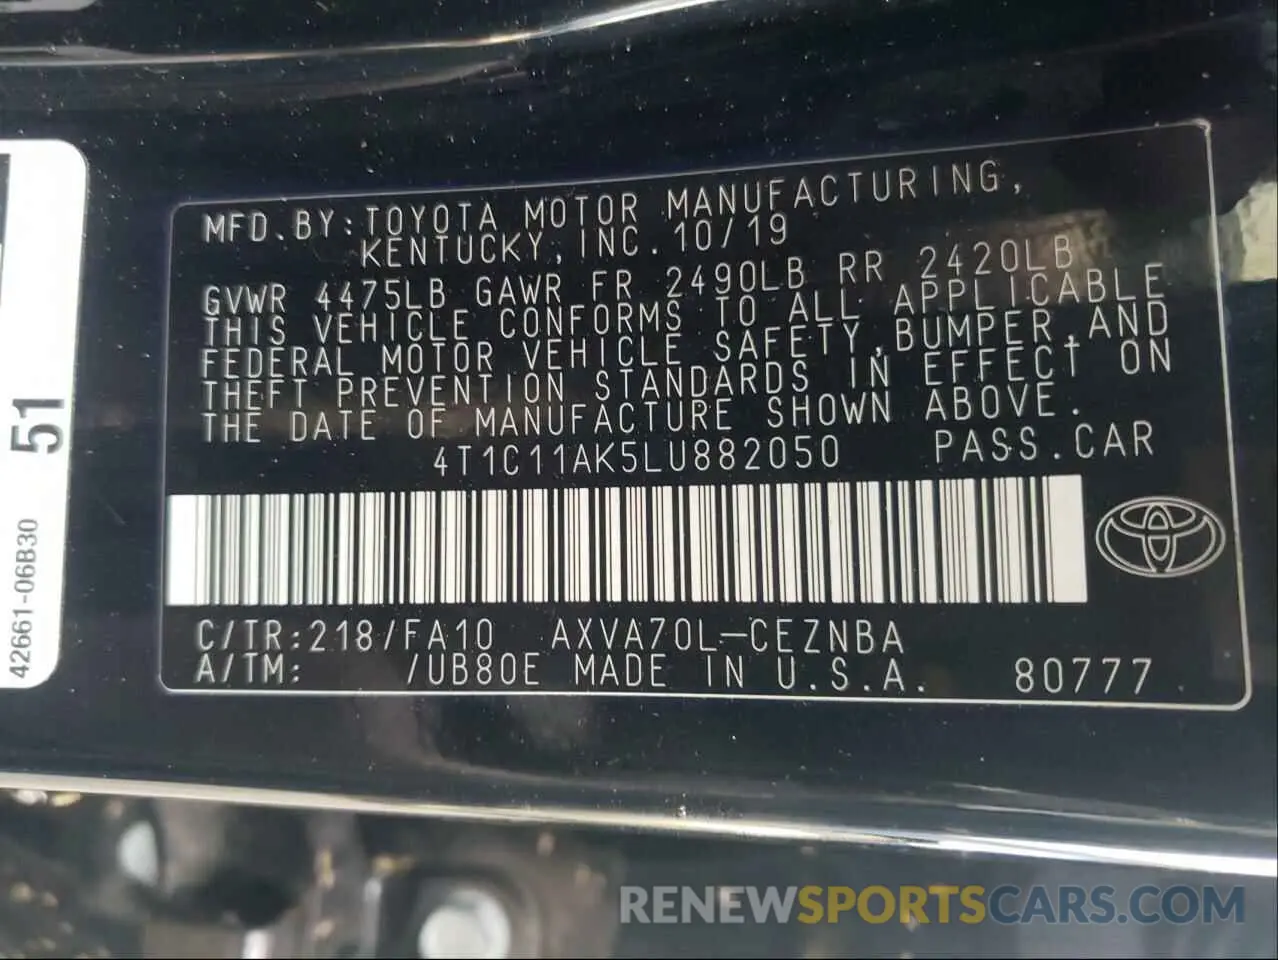 MFD.BY:TOYOTA MOTOR MANUFACTURING,
KENTUCKY,INC. 10/19
GVWR 4475LB GAWR FR 2490LB RR 2420LB
THIS VEHICLE CONFORMS TO ALL APPLICABLE
FEDERAL MOTOR VEHICLE SAFETY,BUMPER,AND
THEFT PREVENTION STANDARDS IN EFFECT ON
THE DATE OF MANUFACTURE SHOWN ABOVE.
4T1C11AK5LU882050 PASS.CAR
C/TR:218/FA10 AXVA70L-CEZNBA
A/TM: /UB80E MADE IN U.S.A. 80777
51
42661-06B30
RENEWSPORTSCARS.COM